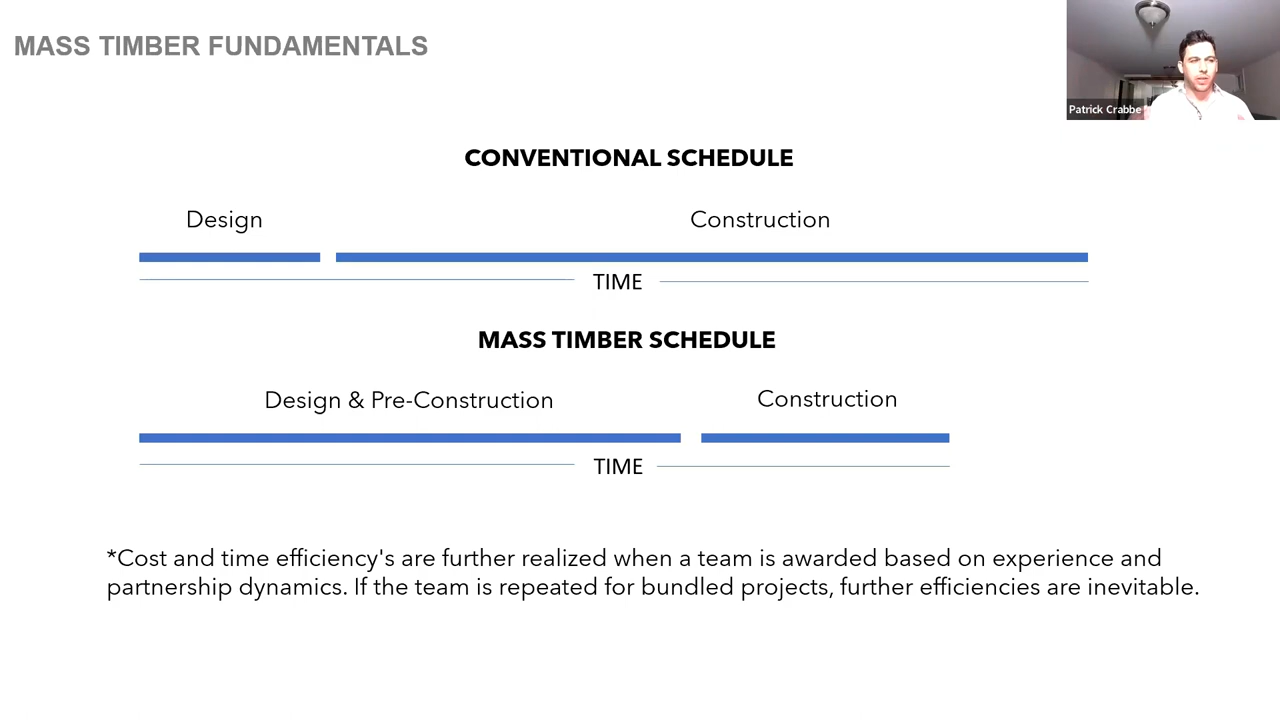 MASS TIMBER FUNDAMENTALS
Patrick Crabbe
CONVENTIONAL SCHEDULE
Design
Construction
TIME
MASS TIMBER SCHEDULE
Design & Pre-Construction
Construction
TIME
*Cost and time efficiency's are further realized when a team is awarded based on experience and
partnership dynamics. If the team is repeated for bundled projects, further efficiencies are inevitable.